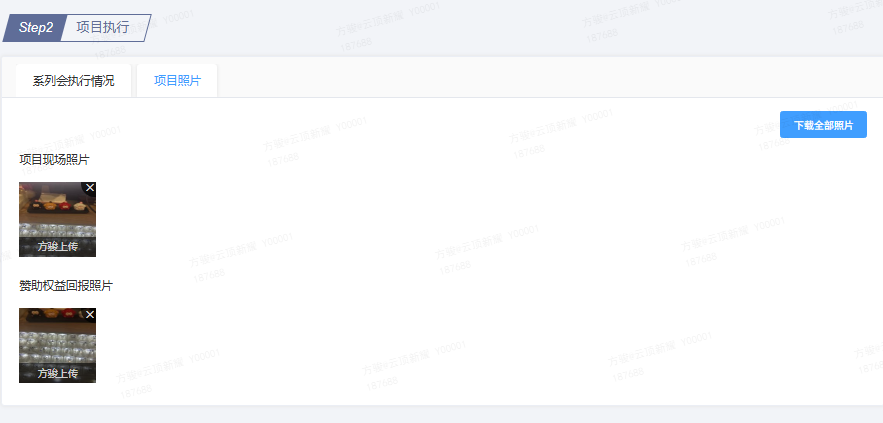 Step2 项目执行
系列会执行情况 项目照片
下载全部照片
项目现场照片
方骏上传
赞助权益回报照片
方骏上传